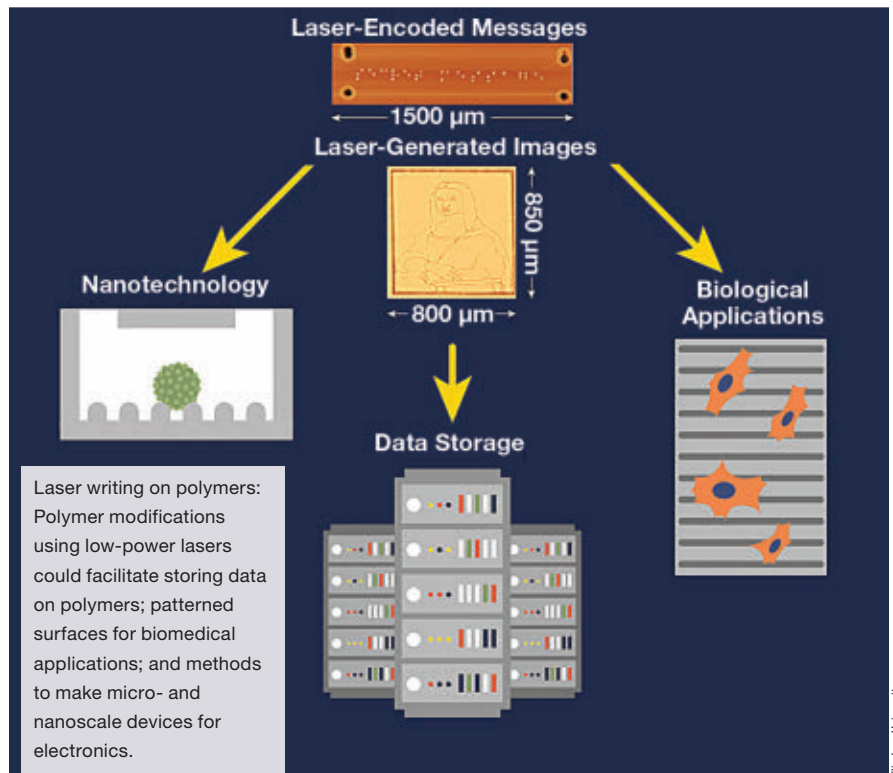 Laser-Encoded Messages
1500 µm
Laser-Generated Images
850 µm
800 µm
Nanotechnology
Biological
Applications
Data Storage
Laser writing on polymers:
Polymer modifications
using low-power lasers
could facilitate storing data
on polymers; patterned
surfaces for biomedical
applications; and methods
to make micro- and
nanoscale devices for
electronics.